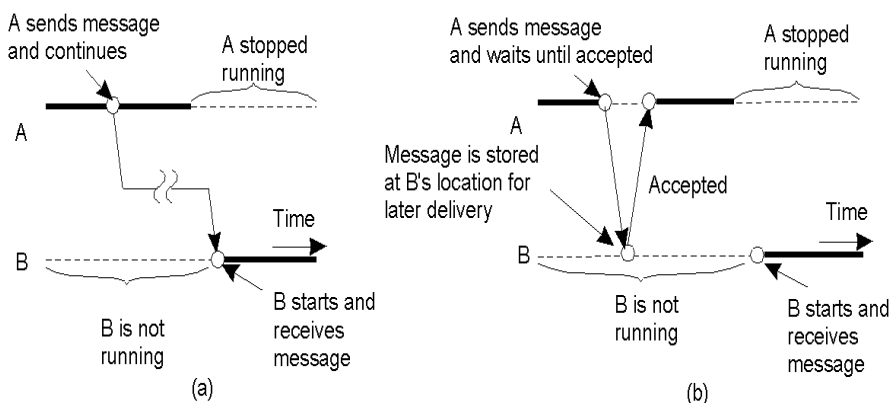 A sends message
and continues
A stopped
running
A
Time
B
B is not
running
B starts and
receives
message
(a)
A sends message
and waits until accepted
A stopped
running
A
Message is stored
at B's location for
later delivery
Accepted
Time
B
B is not
running
B starts and
receives
message
(b)